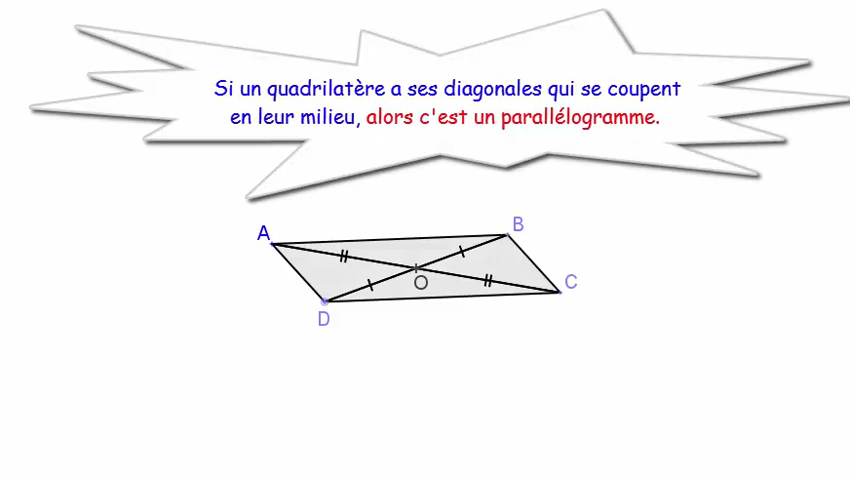 Si un quadrilatère a ses diagonales qui se coupent
en leur milieu, alors c'est un parallélogramme.
A
B
O
C
D